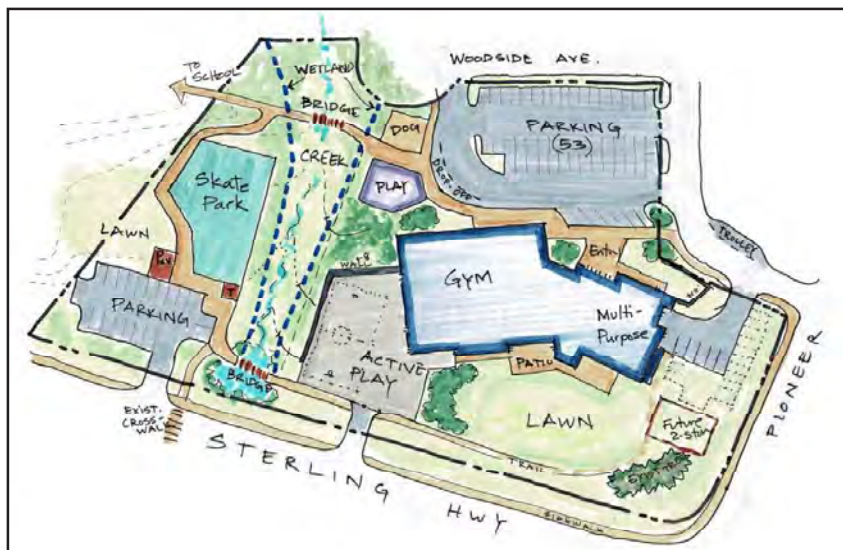 WOODSIDE AVE.
TO
SCHOOL
WETLAND
BRIDGE
DOG
PARKING
53
CREEK
DROP-OFF
PLAY
Skate
Park
LAWN
TROLLEY
Entry
WALL
GYM
PARKING
T
Multi-
Purpose
ACTIVE
PLAY
PATIO
BRIDGE
LAWN
Future
2-Story
PIONEER
EXIST.
CROSS-
WALK
TRAIL
STERLING
HWY
SIDEWALK